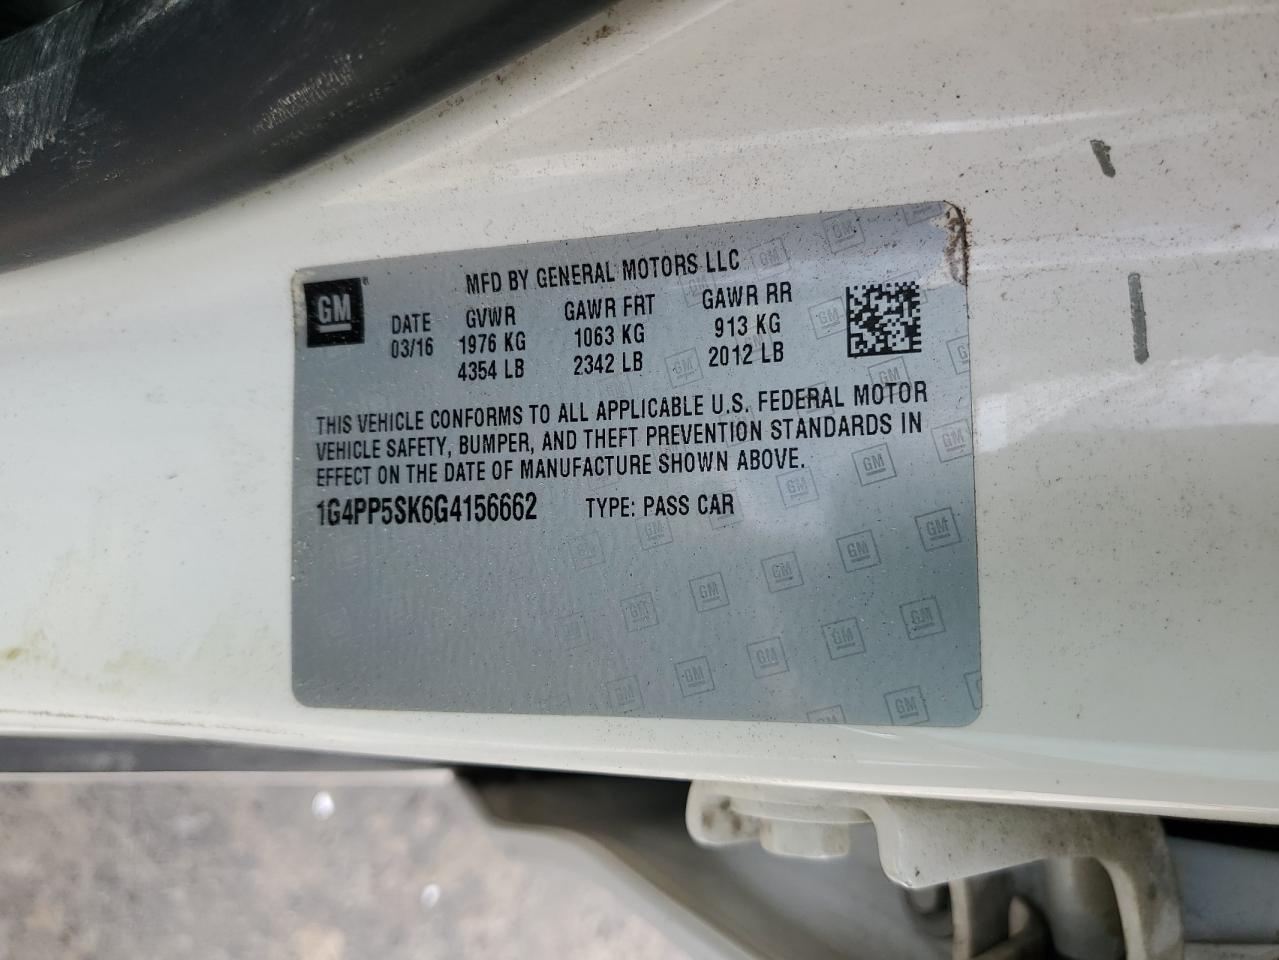 GM
MFD BY GENERAL MOTORS LLC
DATE GVWR GAWR FRT GAWR RR
03/16 1976 KG 1063 KG 913 KG
4354 LB 2342 LB 2012 LB
THIS VEHICLE CONFORMS TO ALL APPLICABLE U.S. FEDERAL MOTOR
VEHICLE SAFETY, BUMPER, AND THEFT PREVENTION STANDARDS IN
EFFECT ON THE DATE OF MANUFACTURE SHOWN ABOVE.
1G4PP5SK6G4156662 TYPE: PASS CAR